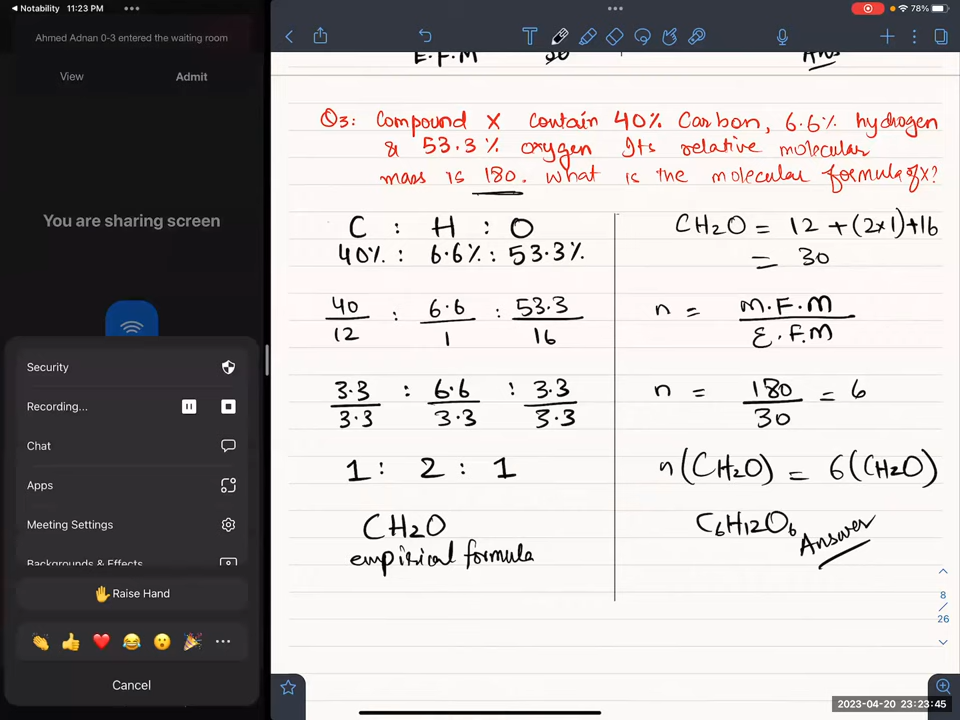 Notability 11:23 PM
78%
Ahmed Adnan 0-3 entered the waiting room
View Admit
You are sharing screen
Security
Recording...
Chat
Apps
Meeting Settings
Backgrounds & Effects
Raise Hand
Cancel
E.F.M 30
Ans
Q3: Compound X Contain 40% Carbon, 6.6% hydrogen
& 53.3% oxygen Its relative molecular
mass is 180. What is the molecular formula of X?
C : H : O
40% : 6.6% : 53.3%
40/12 : 6.6/1 : 53.3/16
3.3/3.3 : 6.6/3.3 : 3.3/3.3
1 : 2 : 1
CH2O
empirical formula
CH2O = 12 + (2x1) + 16
= 30
n = M.F.M / E.F.M
n = 180/30 = 6
n(CH2O) = 6(CH2O)
C6H12O6 Answer
8
/
26
2023-04-20 23:23:45